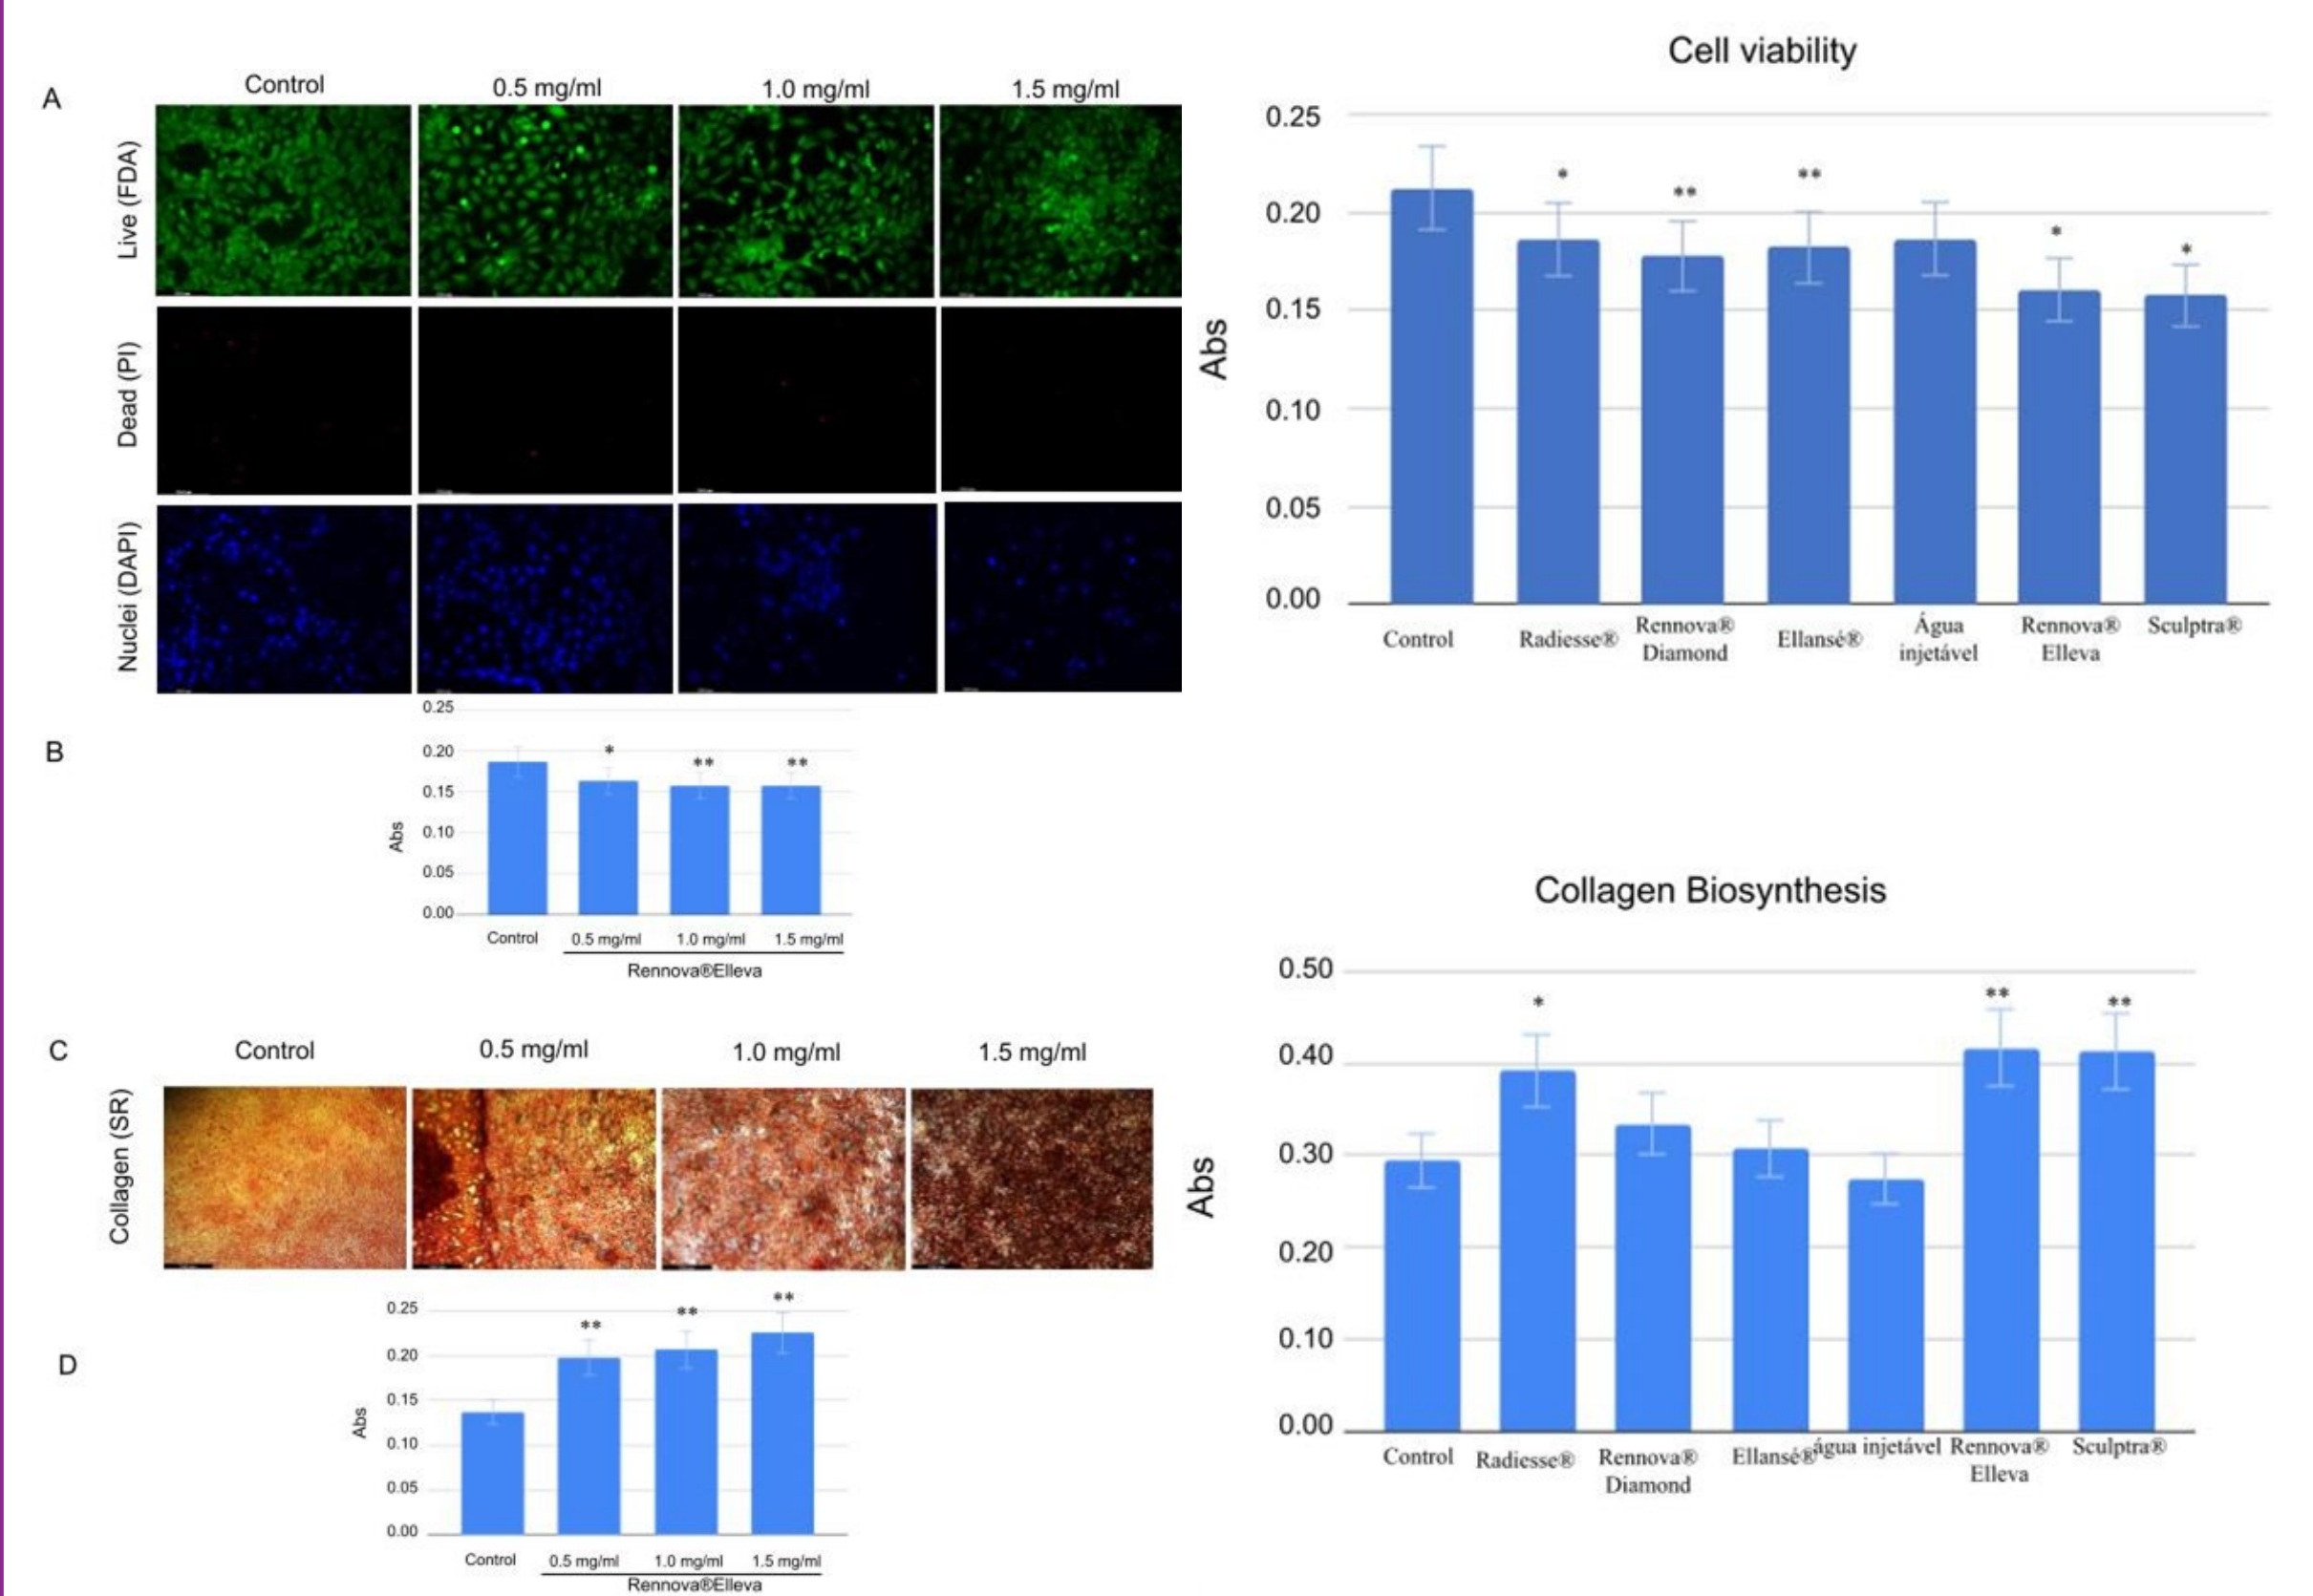 A
Control
0.5 mg/ml
1.0 mg/ml
1.5 mg/ml
Live (FDA)
Dead (PI)
Nuclei (DAPI)
B
0.25
0.20
0.15
0.10
0.05
0.00
Abs
*
**
**
Control
0.5 mg/ml
1.0 mg/ml
1.5 mg/ml
Rennova®Elleva
C
Control
0.5 mg/ml
1.0 mg/ml
1.5 mg/ml
Collagen (SR)
D
0.25
0.20
0.15
0.10
0.05
0.00
Abs
**
**
**
Control
0.5 mg/ml
1.0 mg/ml
1.5 mg/ml
Rennova®Elleva
Cell viability
0.25
0.20
0.15
0.10
0.05
0.00
Abs
*
**
**
*
*
Control
Radiesse®
Rennova®
Diamond
Ellansé®
Água
injetável
Rennova®
Elleva
Sculptra®
Collagen Biosynthesis
0.50
0.40
0.30
0.20
0.10
0.00
Abs
*
**
**
Control
Radiesse®
Rennova®
Diamond
Ellansé®
água injetável
Rennova®
Elleva
Sculptra®